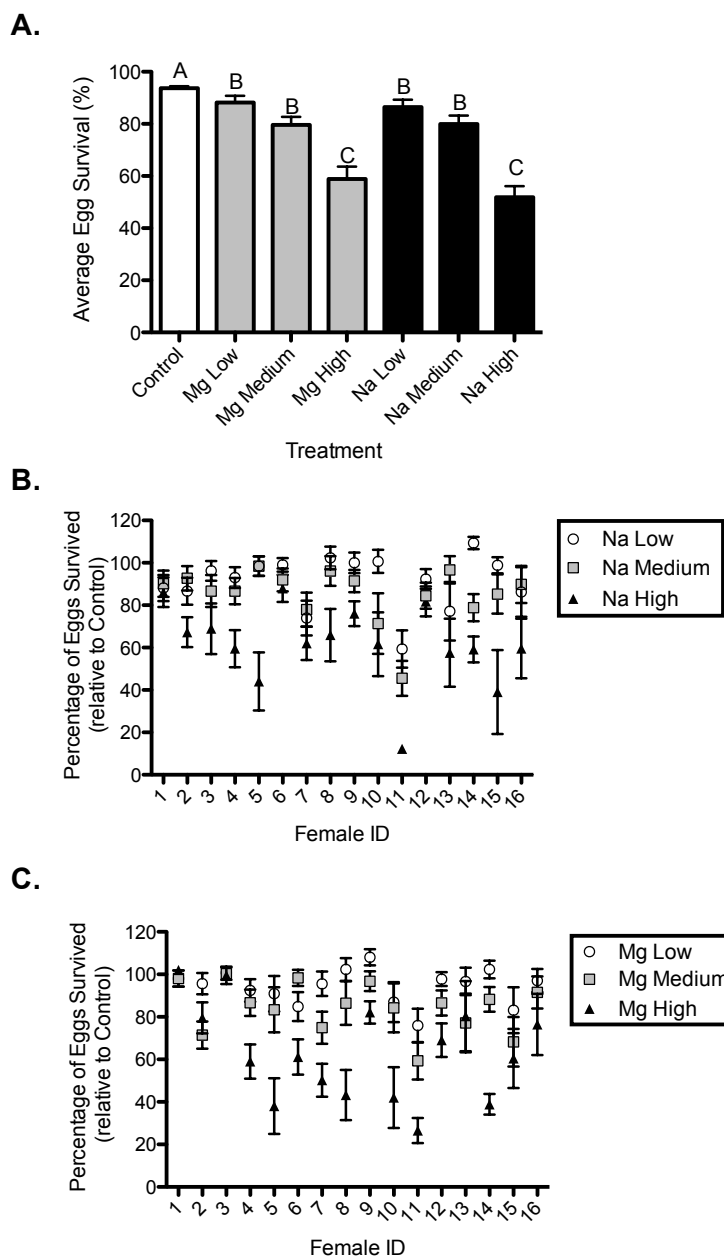 A.
Average Egg Survival (%)
100
80
60
40
20
0
A
B
B
C
B
B
C
Control
Mg Low
Mg Medium
Mg High
Na Low
Na Medium
Na High
Treatment
B.
Percentage of Eggs Survived
(relative to Control)
120
100
80
60
40
20
0
1 2 3 4 5 6 7 8 9 10 11 12 13 14 15 16
Female ID
Na Low
Na Medium
Na High
C.
Percentage of Eggs Survived
(relative to Control)
120
100
80
60
40
20
0
1 2 3 4 5 6 7 8 9 10 11 12 13 14 15 16
Female ID
Mg Low
Mg Medium
Mg High